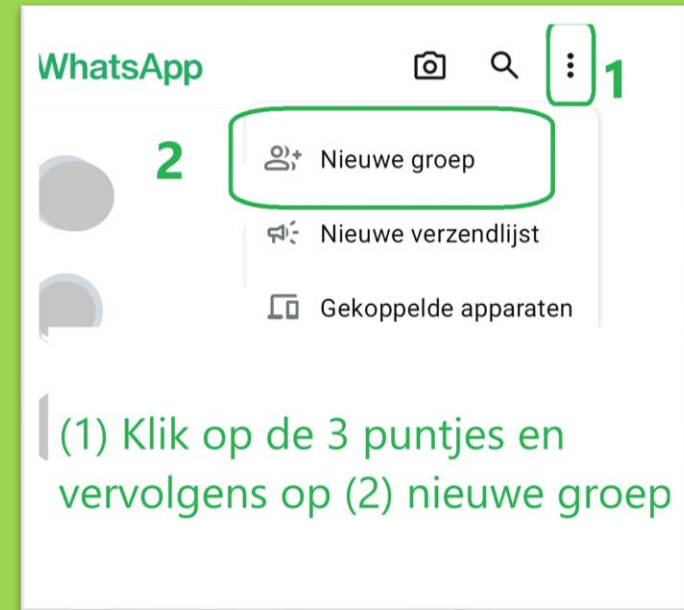 WhatsApp
1
2
Nieuwe groep
Nieuwe verzendlijst
Gekoppelde apparaten
(1) Klik op de 3 puntjes en
vervolgens op (2) nieuwe groep